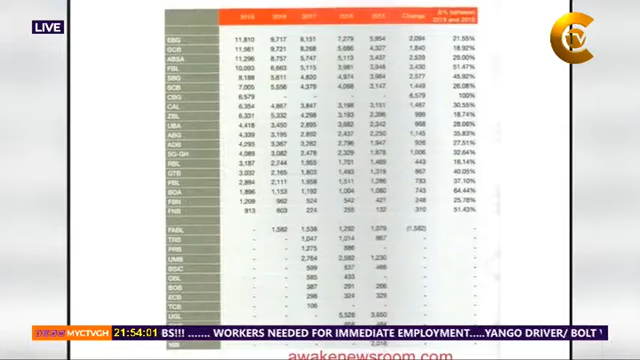 LIVE
C TV
2019 2018 2017 2016 2015 Change
EBG 11,810 9,717 8,151 7,279 5,954 2,094 21.55%
GCB 11,561 9,721 8,268 5,686 4,327 1,840 18.92%
ABSA 11,296 8,757 5,747 5,113 3,437 2,539 29.00%
FBL 10,093 6,663 5,115 3,981 3,948 3,430 51.47%
SBG 8,188 5,611 4,820 4,974 3,984 2,577 45.92%
SCB 7,005 5,556 4,379 4,068 3,147 1,449 26.08%
CBG 6,579 - - - - 6,579 100%
CAL 6,354 4,867 3,847 3,198 3,131 1,487 30.55%
ZBL 6,331 5,332 4,298 3,193 2,396 999 18.74%
UBA 4,418 3,450 2,895 3,682 2,342 968 28.06%
ABG 4,339 3,195 2,892 2,437 2,250 1,145 35.83%
ADB 4,293 3,367 3,282 2,796 1,947 926 27.51%
SG-GH 4,089 3,082 2,478 2,329 1,878 1,006 32.64%
RBL 3,187 2,744 1,955 1,701 1,489 443 16.14%
GTB 3,032 2,165 1,804 1,493 1,319 867 40.05%
PBL 2,894 2,111 1,958 1,511 1,286 783 37.10%
BOA 1,896 1,153 1,192 1,004 1,080 743 64.44%
FBN 1,209 962 524 542 421 248 25.78%
FNB 913 603 224 255 132 310 51.43%
FABL - 1,582 1,536 1,292 1,079 (1,582)
TRB - - 1,047 1,014 867 -
PRB - - 1,275 886 - -
UMB - - 2,764 2,582 1,230 -
BSIC - - 599 537 466 -
GBL - - 585 433 - -
BOB - - 387 291 266 -
ECB - - 298 324 329 -
TCB - - 106 - - -
UGL - - - 5,528 3,650 -
awakenewsroom.com
MYCTVGH 21:54:01 BS!!! ....... WORKERS NEEDED FOR IMMEDIATE EMPLOYMENT.....YANGO DRIVER/ BOLT